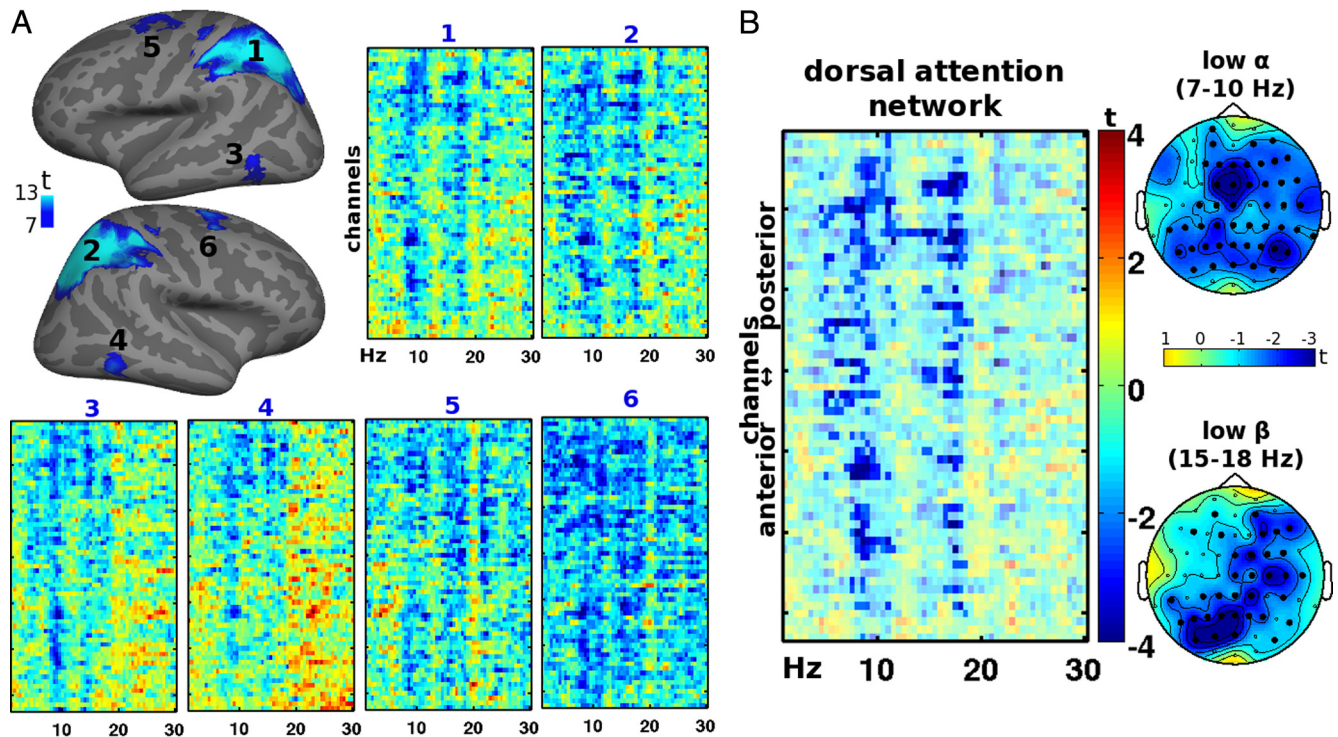 A
5
1
3
13 t
7
2
6
4
1
2
channels
Hz
10
20
30
10
20
30
3
4
5
6
10
20
30
10
20
30
10
20
30
10
20
30
B
dorsal attention
network
channels
anterior ↔ posterior
Hz
10
20
30
t
4
2
0
-2
-4
low α
(7-10 Hz)
1 0 -1 -2 -3 t
low β
(15-18 Hz)